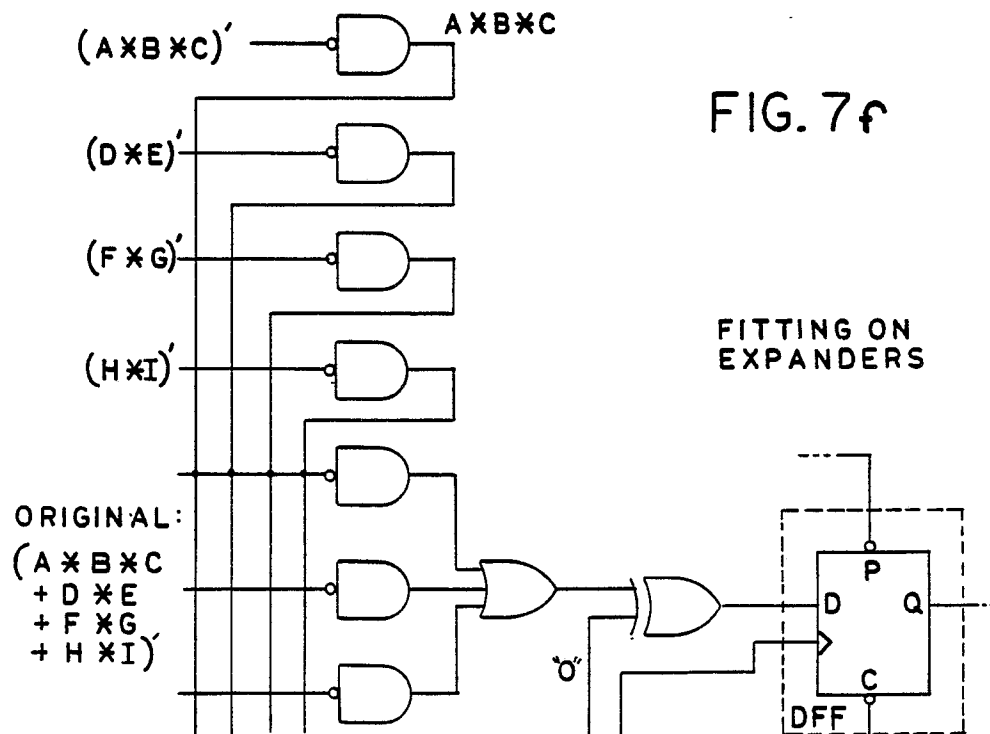 (A*B*C)'
A*B*C
FIG. 7f
(D*E)'
(F*G)'
FITTING ON
EXPANDERS
(H*I)'
ORIGINAL:
(A*B*C
+ D*E
+ F*G
+ H*I)'
"0"
P
D Q
C
DFF